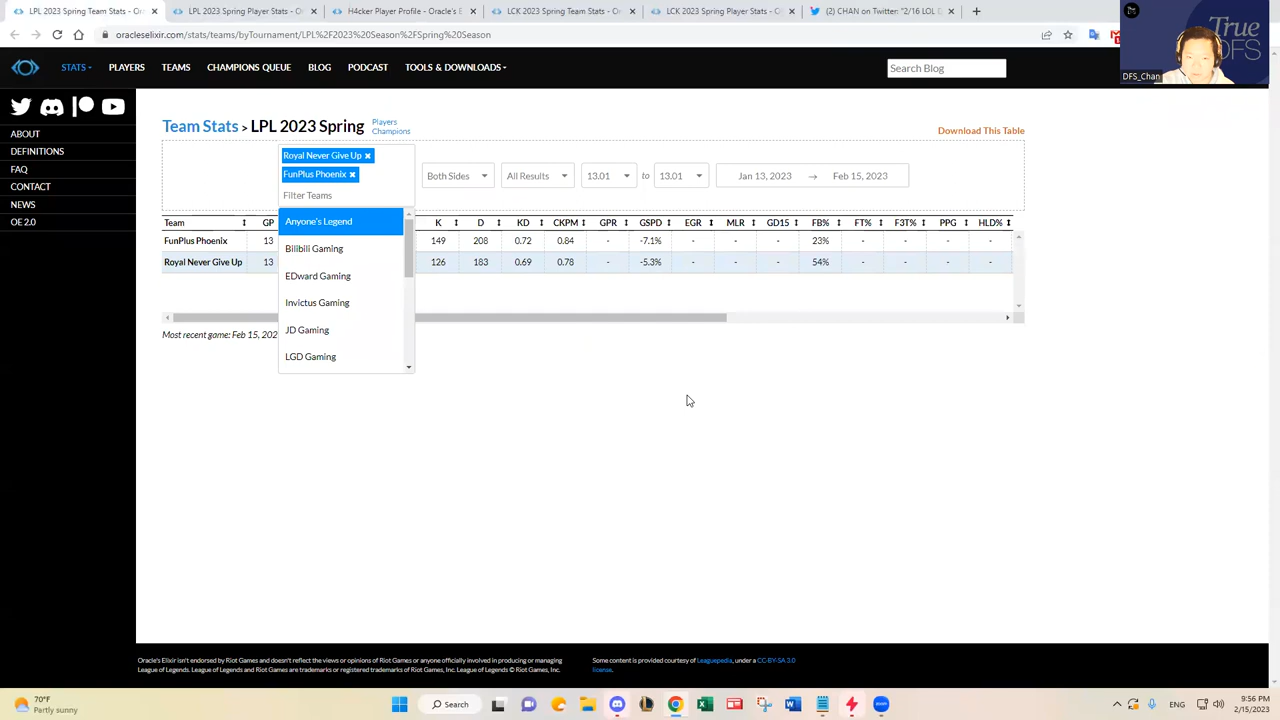 LPL 2023 Spring Team Stats - Or
LPL 2023 Spring Player Stats - O
H4cker Player Profile - Oracle's E
LCK 2023 Spring Team Stats - O
LCK 2023 Spring Player Stats - O
(2) CHAN on Twitter: "2/16 LOL E
oracleselixir.com/stats/teams/byTournament/LPL%2F2023%20Season%2FSpring%20Season
True
DFS
DFS_Chan
STATS PLAYERS TEAMS CHAMPIONS QUEUE BLOG PODCAST TOOLS & DOWNLOADS Search Blog
ABOUT
DEFINITIONS
FAQ
CONTACT
NEWS
OE 2.0
Team Stats > LPL 2023 Spring
Players
Champions
Download This Table
Royal Never Give Up ×
FunPlus Phoenix ×
Filter Teams
Both Sides All Results 13.01 to 13.01 Jan 13, 2023 → Feb 15, 2023
Anyone's Legend
Bilibili Gaming
EDward Gaming
Invictus Gaming
JD Gaming
LGD Gaming
Team GP K D KD CKPM GPR GSPD EGR MLR GD15 FB% FT% F3T% PPG HLD%
FunPlus Phoenix 13 149 208 0.72 0.84 - -7.1% - - - 23% - - - -
Royal Never Give Up 13 126 183 0.69 0.78 - -5.3% - - - 54% - - - -
Most recent game: Feb 15, 202
Oracle's Elixir isn't endorsed by Riot Games and doesn't reflect the views or opinions of Riot Games or anyone officially involved in producing or managing
League of Legends. League of Legends and Riot Games are trademarks or registered trademarks of Riot Games, Inc. League of Legends © Riot Games, Inc.
Some content is provided courtesy of Leaguepedia, under a CC-BY-SA 3.0
license.
70°F
Partly sunny
Search
ENG
9:56 PM
2/15/2023